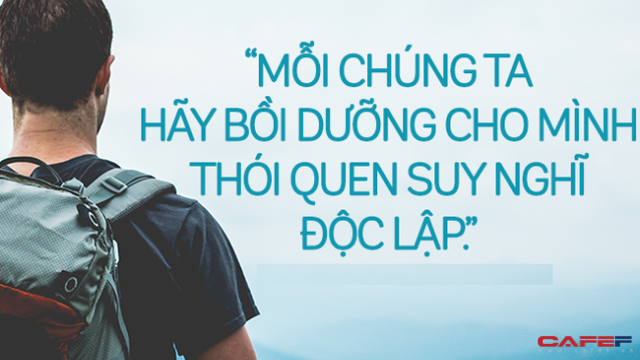 “MỖI CHÚNG TA
HÃY BỒI DƯỠNG CHO MÌNH
THÓI QUEN SUY NGHĨ
ĐỘC LẬP.”
CAFEF